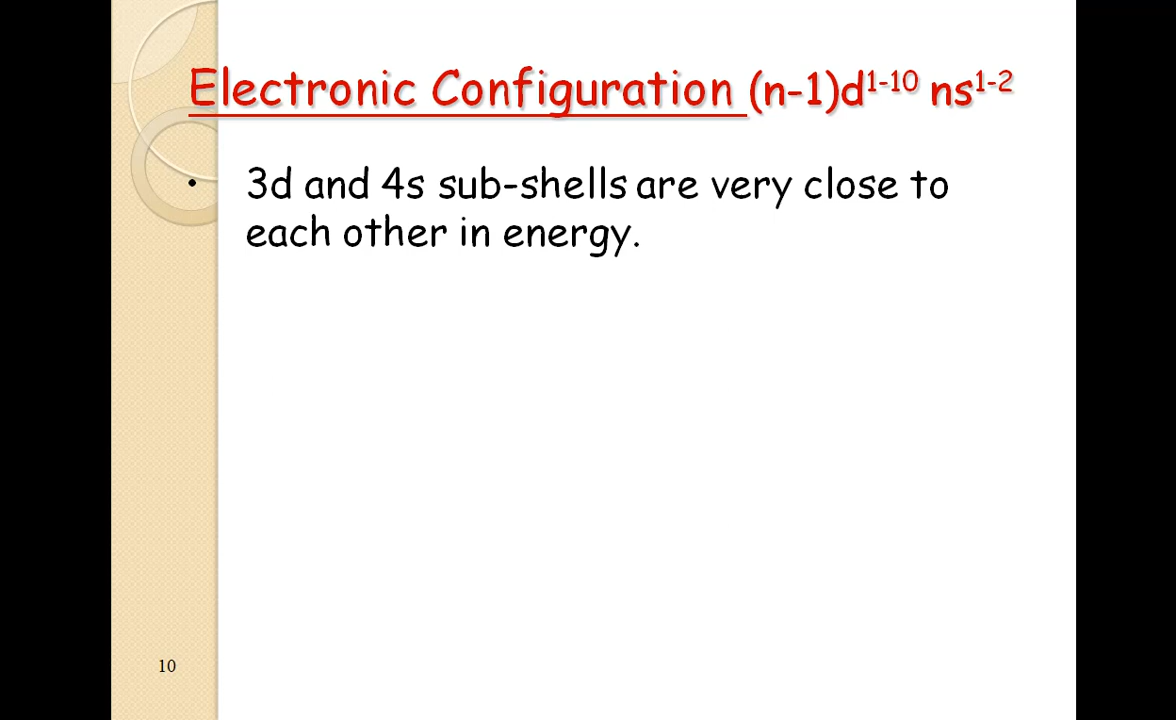 Electronic Configuration (n-1)d¹⁻¹⁰ ns¹⁻²
• 3d and 4s sub-shells are very close to
each other in energy.
10